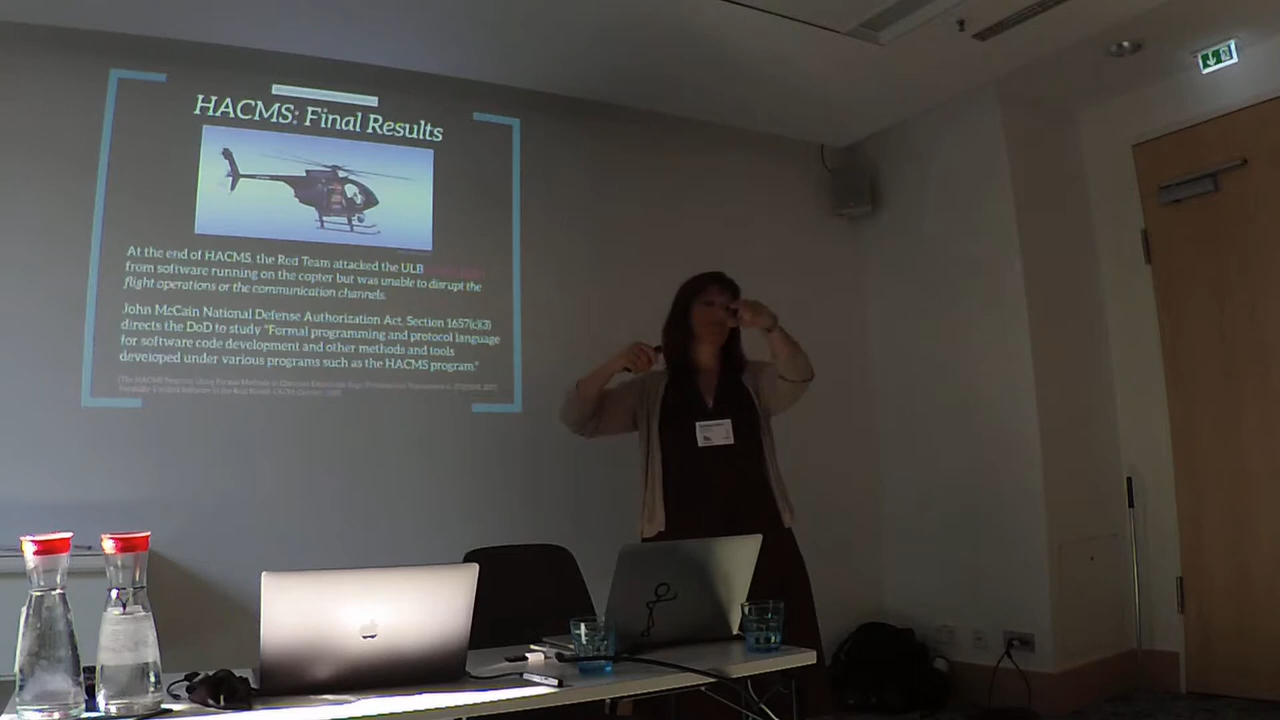 HACMS: Final Results
At the end of HACMS, the Red Team attacked the ULB
from software running on the copter but was unable to disrupt the
flight operations or the communication channels.
John McCain National Defense Authorization Act, Section 1657(c)(3)
directs the DoD to study "Formal programming and protocol language
for software code development and other methods and tools
developed under various programs such as the HACMS program."